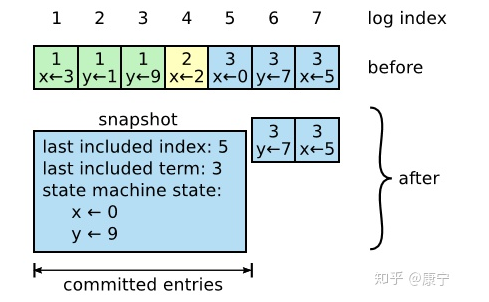 1 2 3 4 5 6 7 log index
1 1 1 2 3 3 3
x←3 y←1 y←9 x←2 x←0 y←7 x←5 before
snapshot
3 3
y←7 x←5
last included index: 5
last included term: 3
state machine state:
x ← 0
y ← 9
after
committed entries
知乎 @康宁